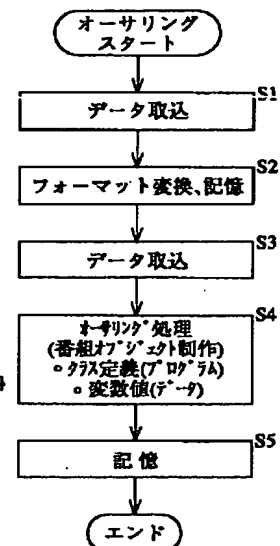 オーサリング
スタート
S1
データ取込
S2
フォーマット変換、記憶
S3
データ取込
S4
オーサリング処理
(番組オブジェクト制作)
○クラス定義(プログラム)
○変数値(データ)
S5
記憶
エンド